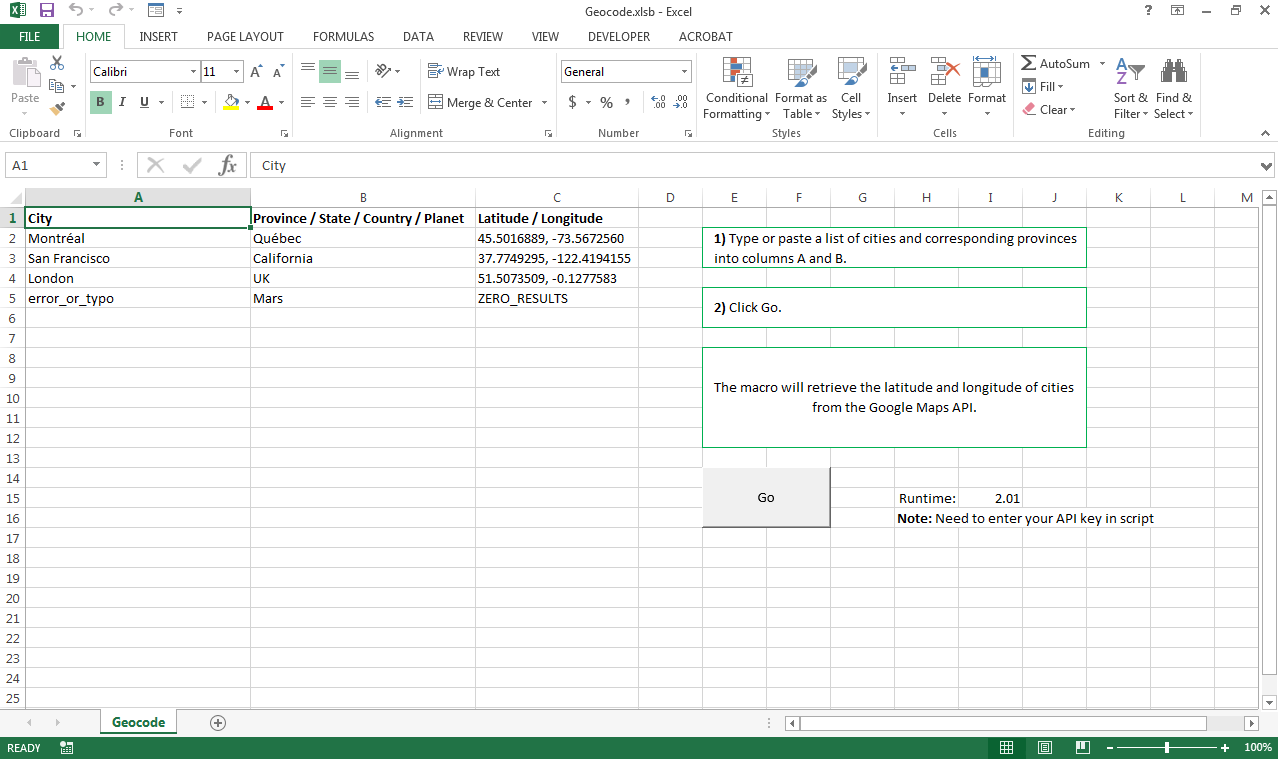 Geocode.xlsb - Excel
FILE HOME INSERT PAGE LAYOUT FORMULAS DATA REVIEW VIEW DEVELOPER ACROBAT
Paste
Clipboard
Calibri 11
B I U
Font
Wrap Text
Merge & Center
Alignment
General
$ % ,
Number
Conditional Formatting
Format as Table
Cell Styles
Styles
Insert Delete Format
Cells
AutoSum
Fill
Clear
Sort & Filter
Find & Select
Editing
A1 fx City
A B C D E F G H I J K L M
1 City Province / State / Country / Planet Latitude / Longitude
2 Montréal Québec 45.5016889, -73.5672560
3 San Francisco California 37.7749295, -122.4194155
4 London UK 51.5073509, -0.1277583
5 error_or_typo Mars ZERO_RESULTS
6
7
8
9
10
11
12
13
14
15
16
17
18
19
20
21
22
23
24
25
1) Type or paste a list of cities and corresponding provinces
into columns A and B.
2) Click Go.
The macro will retrieve the latitude and longitude of cities
from the Google Maps API.
Go
Runtime: 2.01
Note: Need to enter your API key in script
Geocode
READY 100%